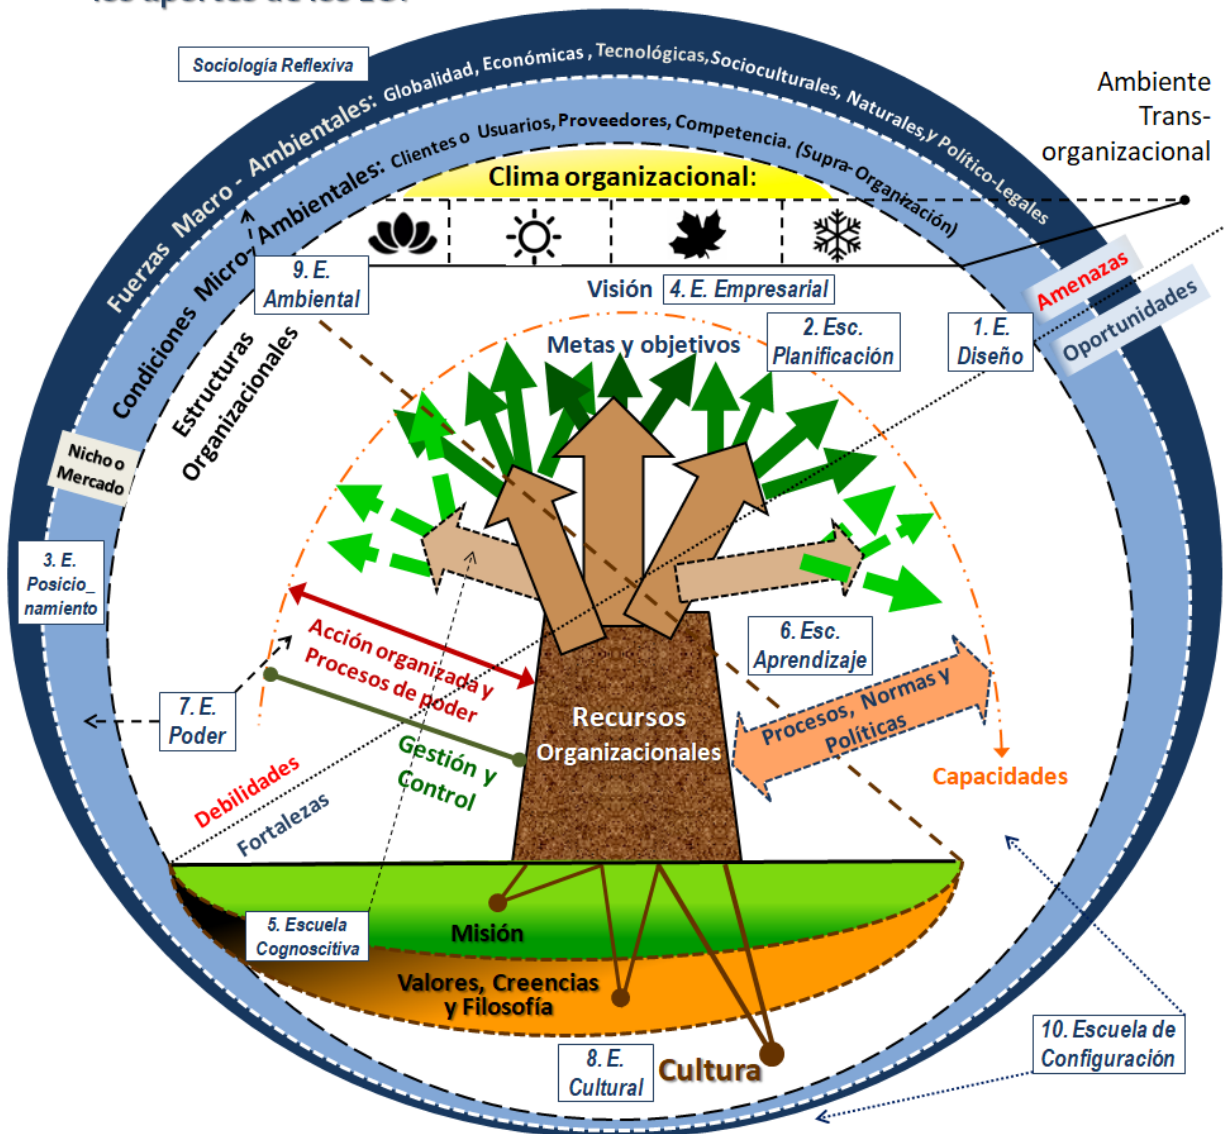 los aportes de los
Sociología Reflexiva
Fuerzas Macro - Ambientales: Globalidad, Económicas, Tecnológicas, Socioculturales, Naturales, y Político-Legales
Condiciones Micro-Ambientales: Clientes o Usuarios, Proveedores, Competencia. (Supra-Organización)
Ambiente
Trans-
organizacional
Clima organizacional:
9. E.
Ambiental
Visión
4. E. Empresarial
Amenazas
Oportunidades
Estructuras
Organizacionales
Metas y objetivos
2. Esc.
Planificación
1. E.
Diseño
Nicho o
Mercado
3. E.
Posicio_
namiento
Acción organizada y
Procesos de poder
6. Esc.
Aprendizaje
7. E.
Poder
Gestión y
Control
Recursos
Organizacionales
Procesos, Normas y
Políticas
Capacidades
Debilidades
Fortalezas
5. Escuela
Cognoscitiva
Misión
Valores, Creencias
y Filosofía
8. E.
Cultural
Cultura
10. Escuela de
Configuración